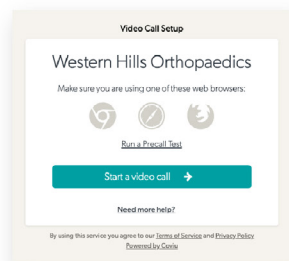 Video Call Setup
Western Hills Orthopaedics
Make sure you are using one of these web browsers:
Run a Precall Test
Start a video call
Need more help?
By using this service you agree to our Terms of Service and Privacy Policy
Powered by Coviu